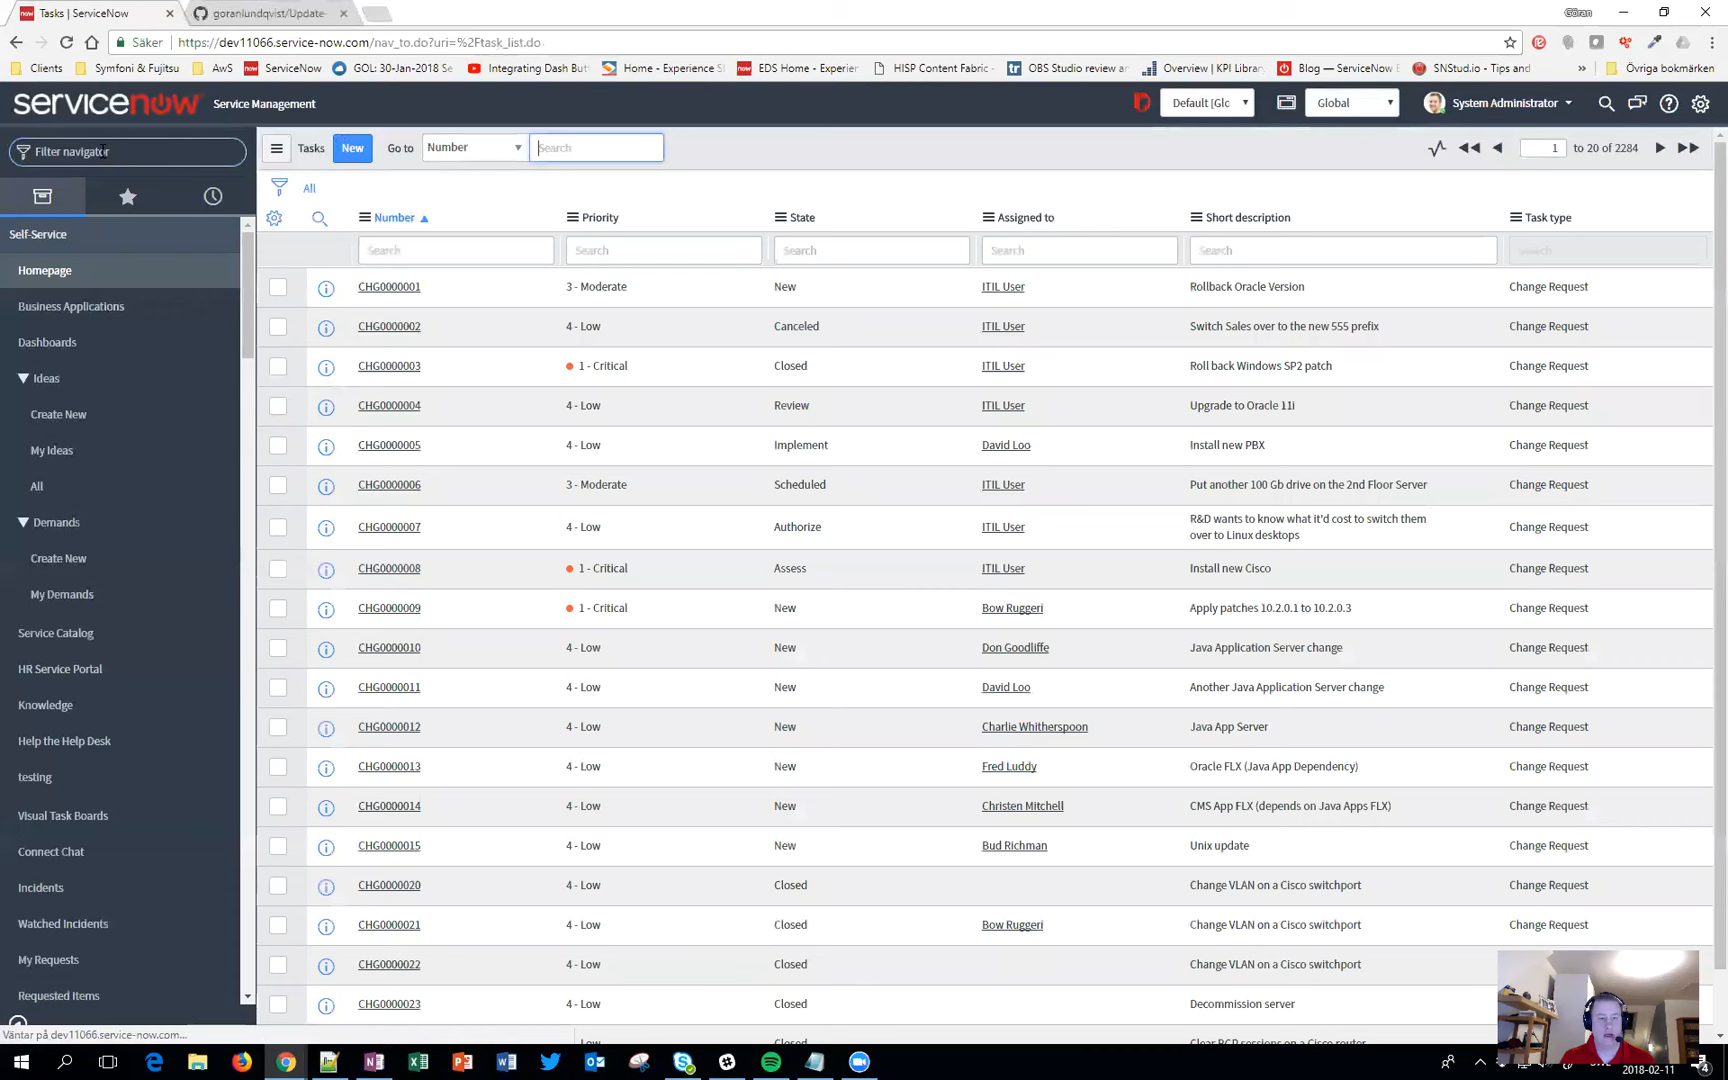 Tasks | ServiceNow
goranlundqvist/Update-
Göran
Säker
https://dev11066.service-now.com/nav_to.do?uri=%2Ftask_list.do
Clients
Symfoni & Fujitsu
AwS
ServiceNow
GOL: 30-Jan-2018 Se
Integrating Dash Butt
Home - Experience S
EDS Home - Experien
HISP Content Fabric -
OBS Studio review an
Overview | KPI Library
Blog — ServiceNow E
SNStud.io - Tips and
»
Övriga bokmärken
servicenow Service Management
Default [Glc
Global
System Administrator
Filter navigator
Tasks New Go to Number Search
1 to 20 of 2284
All
Number Priority State Assigned to Short description Task type
Search Search Search Search Search Search
Self-Service
Homepage
Business Applications
Dashboards
Ideas
Create New
My Ideas
All
Demands
Create New
My Demands
Service Catalog
HR Service Portal
Knowledge
Help the Help Desk
testing
Visual Task Boards
Connect Chat
Incidents
Watched Incidents
My Requests
Requested Items
CHG0000001 3 - Moderate New ITIL User Rollback Oracle Version Change Request
CHG0000002 4 - Low Canceled ITIL User Switch Sales over to the new 555 prefix Change Request
CHG0000003 1 - Critical Closed ITIL User Roll back Windows SP2 patch Change Request
CHG0000004 4 - Low Review ITIL User Upgrade to Oracle 11i Change Request
CHG0000005 4 - Low Implement David Loo Install new PBX Change Request
CHG0000006 3 - Moderate Scheduled ITIL User Put another 100 Gb drive on the 2nd Floor Server Change Request
CHG0000007 4 - Low Authorize ITIL User R&D wants to know what it'd cost to switch them
over to Linux desktops Change Request
CHG0000008 1 - Critical Assess ITIL User Install new Cisco Change Request
CHG0000009 1 - Critical New Bow Ruggeri Apply patches 10.2.0.1 to 10.2.0.3 Change Request
CHG0000010 4 - Low New Don Goodliffe Java Application Server change Change Request
CHG0000011 4 - Low New David Loo Another Java Application Server change Change Request
CHG0000012 4 - Low New Charlie Whitherspoon Java App Server Change Request
CHG0000013 4 - Low New Fred Luddy Oracle FLX (Java App Dependency) Change Request
CHG0000014 4 - Low New Christen Mitchell CMS App FLX (depends on Java Apps FLX) Change Request
CHG0000015 4 - Low New Bud Richman Unix update Change Request
CHG0000020 4 - Low Closed Change VLAN on a Cisco switchport Change Request
CHG0000021 4 - Low Closed Bow Ruggeri Change VLAN on a Cisco switchport Change Request
CHG0000022 4 - Low Closed Change VLAN on a Cisco switchport
CHG0000023 4 - Low Closed Decommission server
Low Clear BGP sessions on a Cisco router
Väntar på dev11066.service-now.com...
2018-02-11
4